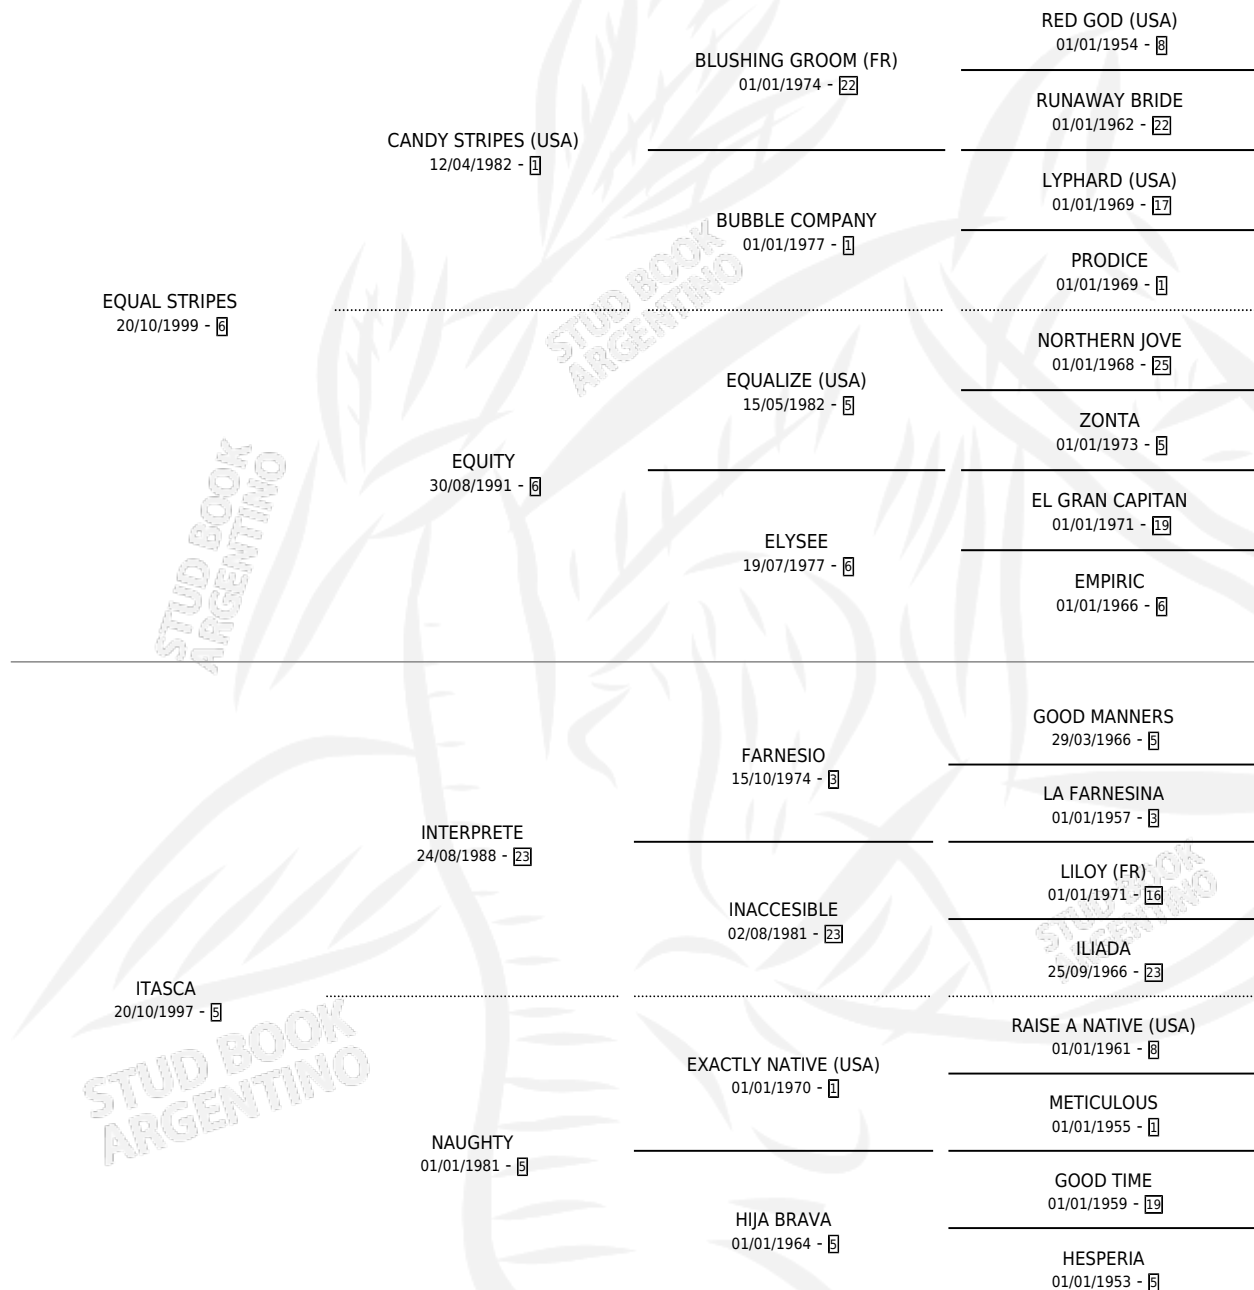 RED GOD (USA)
01/01/1954 - 8
BLUSHING GROOM (FR)
01/01/1974 - 22
RUNAWAY BRIDE
01/01/1962 - 22
CANDY STRIPES (USA)
12/04/1982 - 1
LYPHARD (USA)
01/01/1969 - 17
BUBBLE COMPANY
01/01/1977 - 1
PRODICE
01/01/1969 - 1
EQUAL STRIPES
20/10/1999 - 6
STUD BOOK
ARGENTINO
NORTHERN JOVE
01/01/1968 - 25
EQUALIZE (USA)
15/05/1982 - 5
ZONTA
01/01/1973 - 5
EQUITY
30/08/1991 - 6
EL GRAN CAPITAN
01/01/1971 - 19
ELYSEE
19/07/1977 - 6
EMPIRIC
01/01/1966 - 6
STUD BOOK
ARGENTINO
GOOD MANNERS
29/03/1966 - 5
FARNESIO
15/10/1974 - 3
LA FARNESINA
01/01/1957 - 3
INTERPRETE
24/08/1988 - 23
LILOY (FR)
01/01/1971 - 16
INACCESIBLE
02/08/1981 - 23
STUD BOOK
ARGENTINO
ILIADA
25/09/1966 - 23
ITASCA
20/10/1997 - 5
STUD BOOK
ARGENTINO
RAISE A NATIVE (USA)
01/01/1961 - 8
EXACTLY NATIVE (USA)
01/01/1970 - 1
METICULOUS
01/01/1955 - 1
NAUGHTY
01/01/1981 - 5
GOOD TIME
01/01/1959 - 19
HIJA BRAVA
01/01/1964 - 5
HESPERIA
01/01/1953 - 5